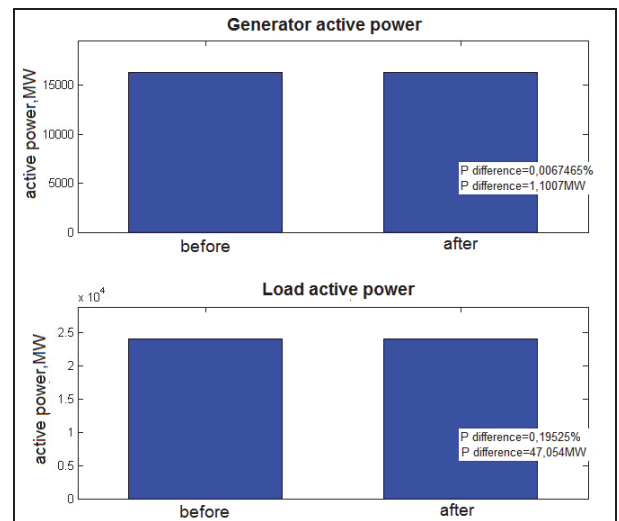 Generator active power
active power,MW
15000
10000
5000
0
P difference=0,0067465%
P difference=1,1007MW
before after
Load active power
x 10^4
active power,MW
2.5
2
1.5
1
0.5
0
P difference=0,19525%
P difference=47,054MW
before after